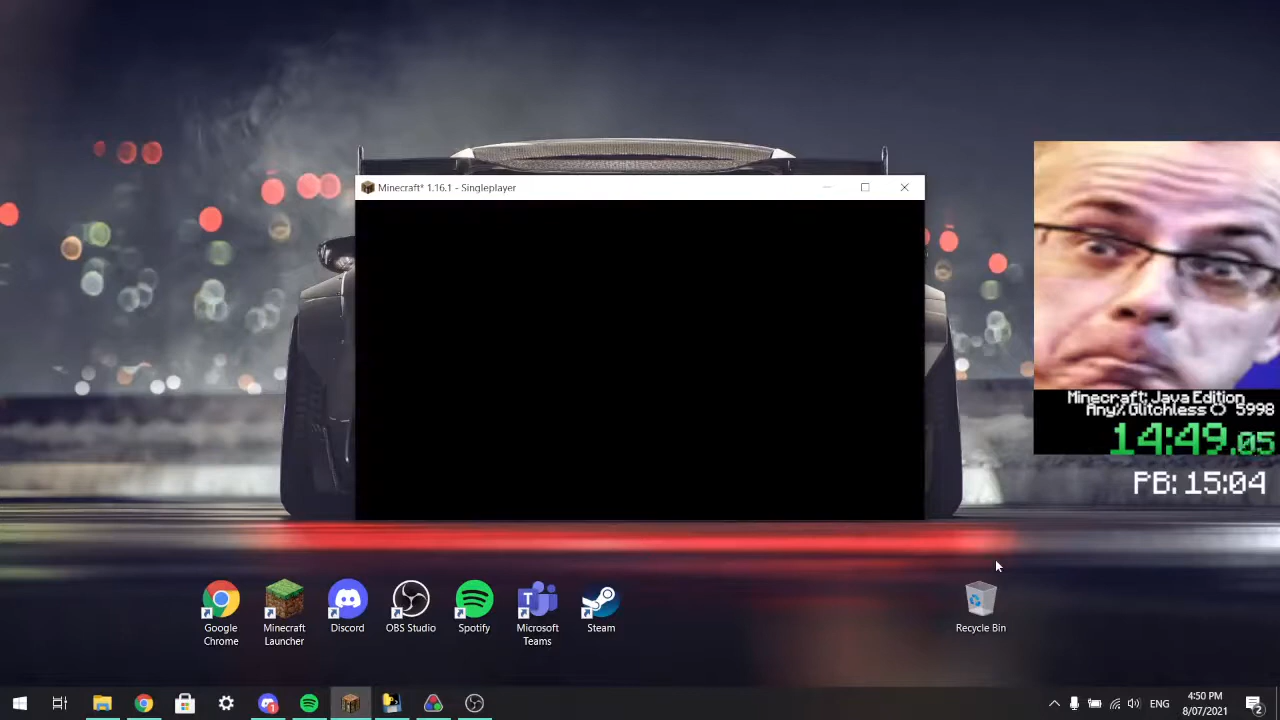 Minecraft* 1.16.1 - Singleplayer
Minecraft: Java Edition
Any% Glitchless 5998
14:49.05
PB: 15:04
Google Chrome
Minecraft Launcher
Discord
OBS Studio
Spotify
Microsoft Teams
Steam
Recycle Bin
ENG
4:50 PM
8/07/2021